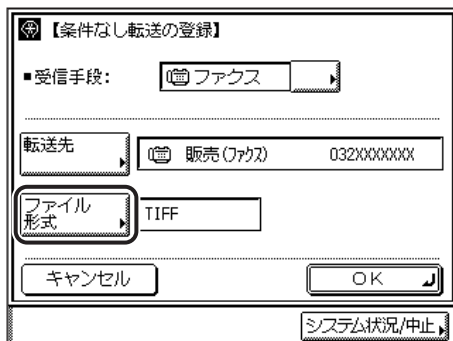 【条件なし転送の登録】
■受信手段: ファクス
転送先 販売(ファクス) 032XXXXXXX
ファイル
形式 TIFF
キャンセル OK
システム状況/中止